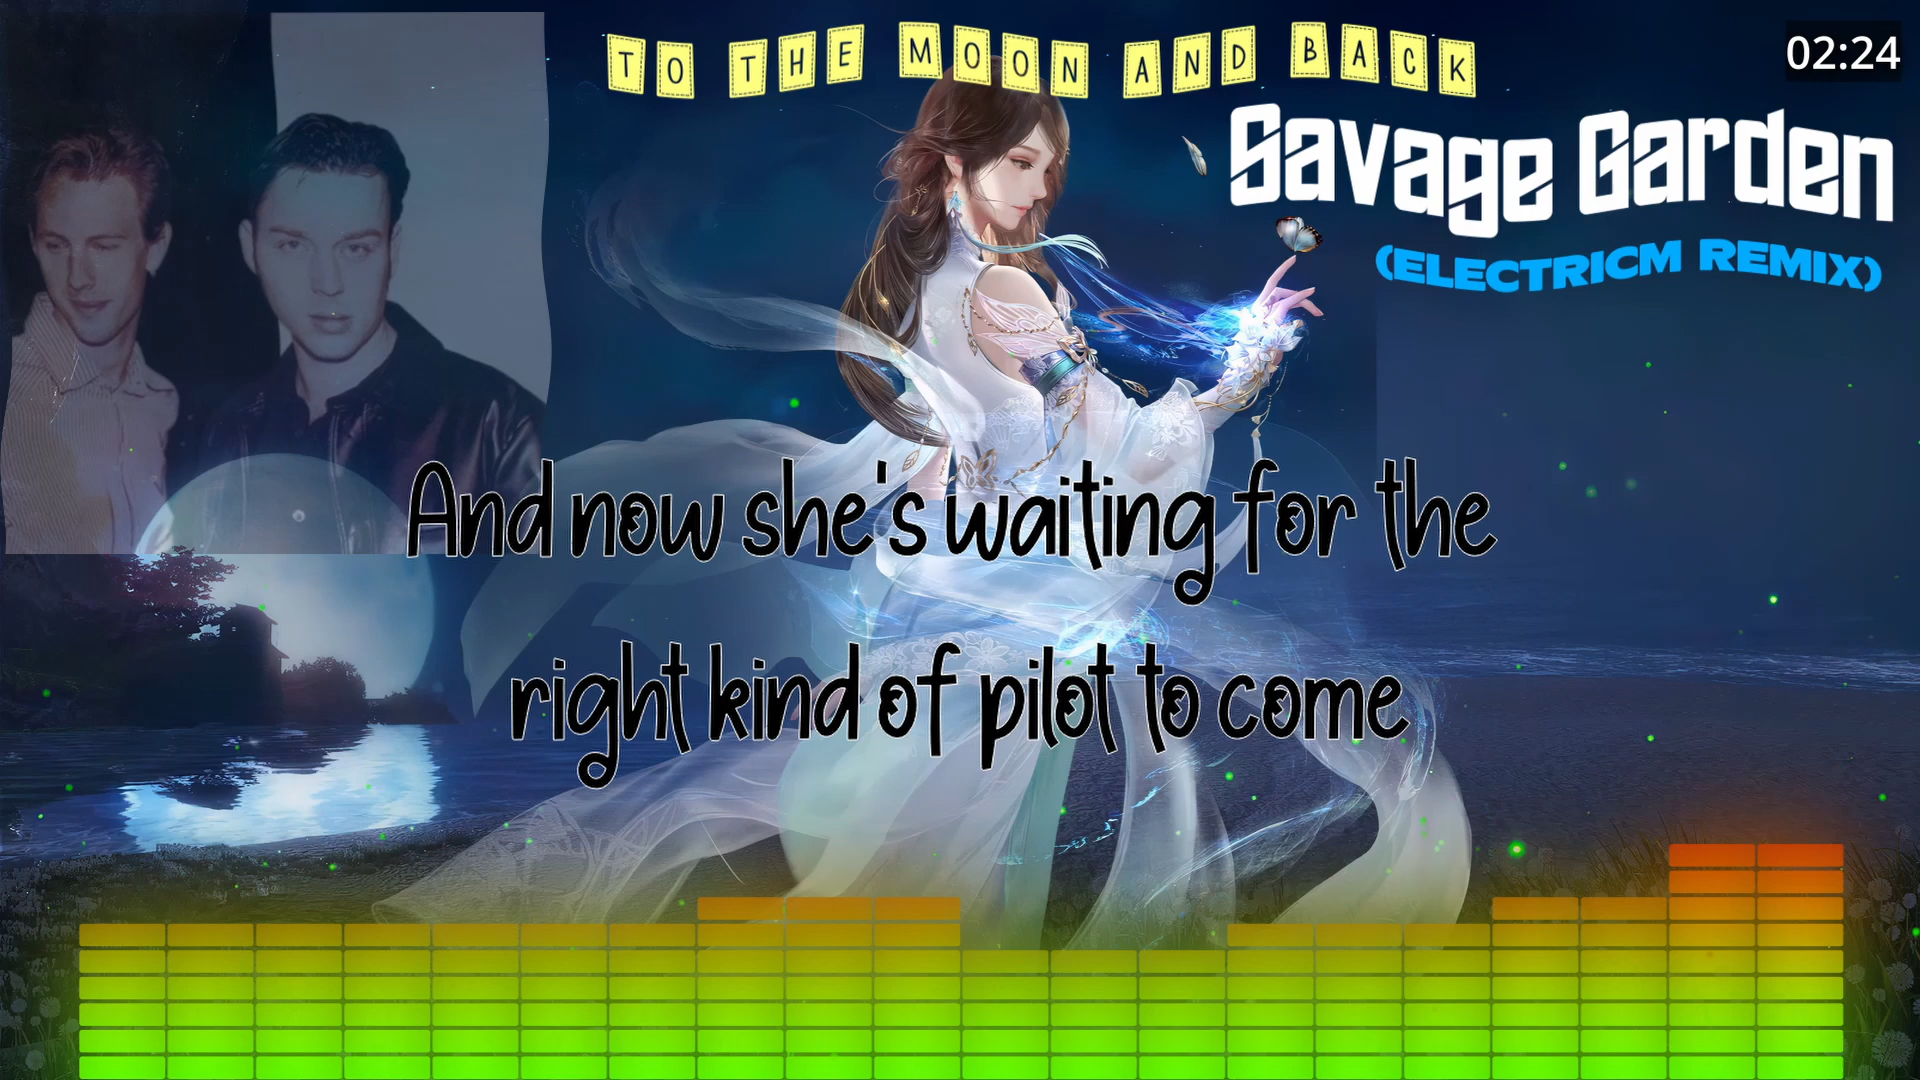 TO THE MOON AND BACK
02:24
Savage Garden
(ELECTRICM REMIX)
And now she's waiting for the
right kind of pilot to come